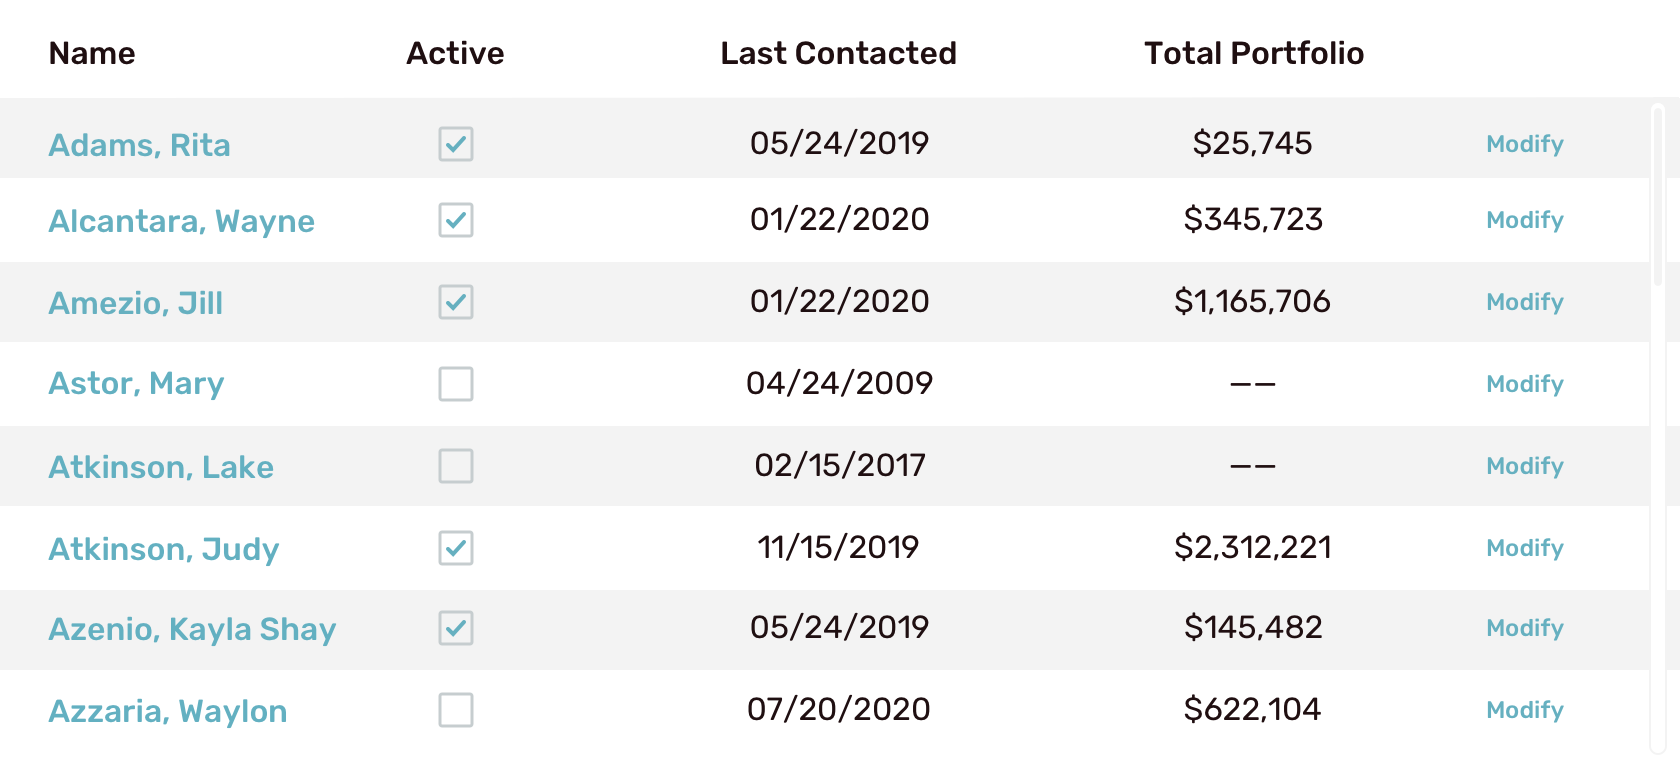 Name Active Last Contacted Total Portfolio
Adams, Rita 05/24/2019 $25,745 Modify
Alcantara, Wayne 01/22/2020 $345,723 Modify
Amezio, Jill 01/22/2020 $1,165,706 Modify
Astor, Mary 04/24/2009 –– Modify
Atkinson, Lake 02/15/2017 –– Modify
Atkinson, Judy 11/15/2019 $2,312,221 Modify
Azenio, Kayla Shay 05/24/2019 $145,482 Modify
Azzaria, Waylon 07/20/2020 $622,104 Modify